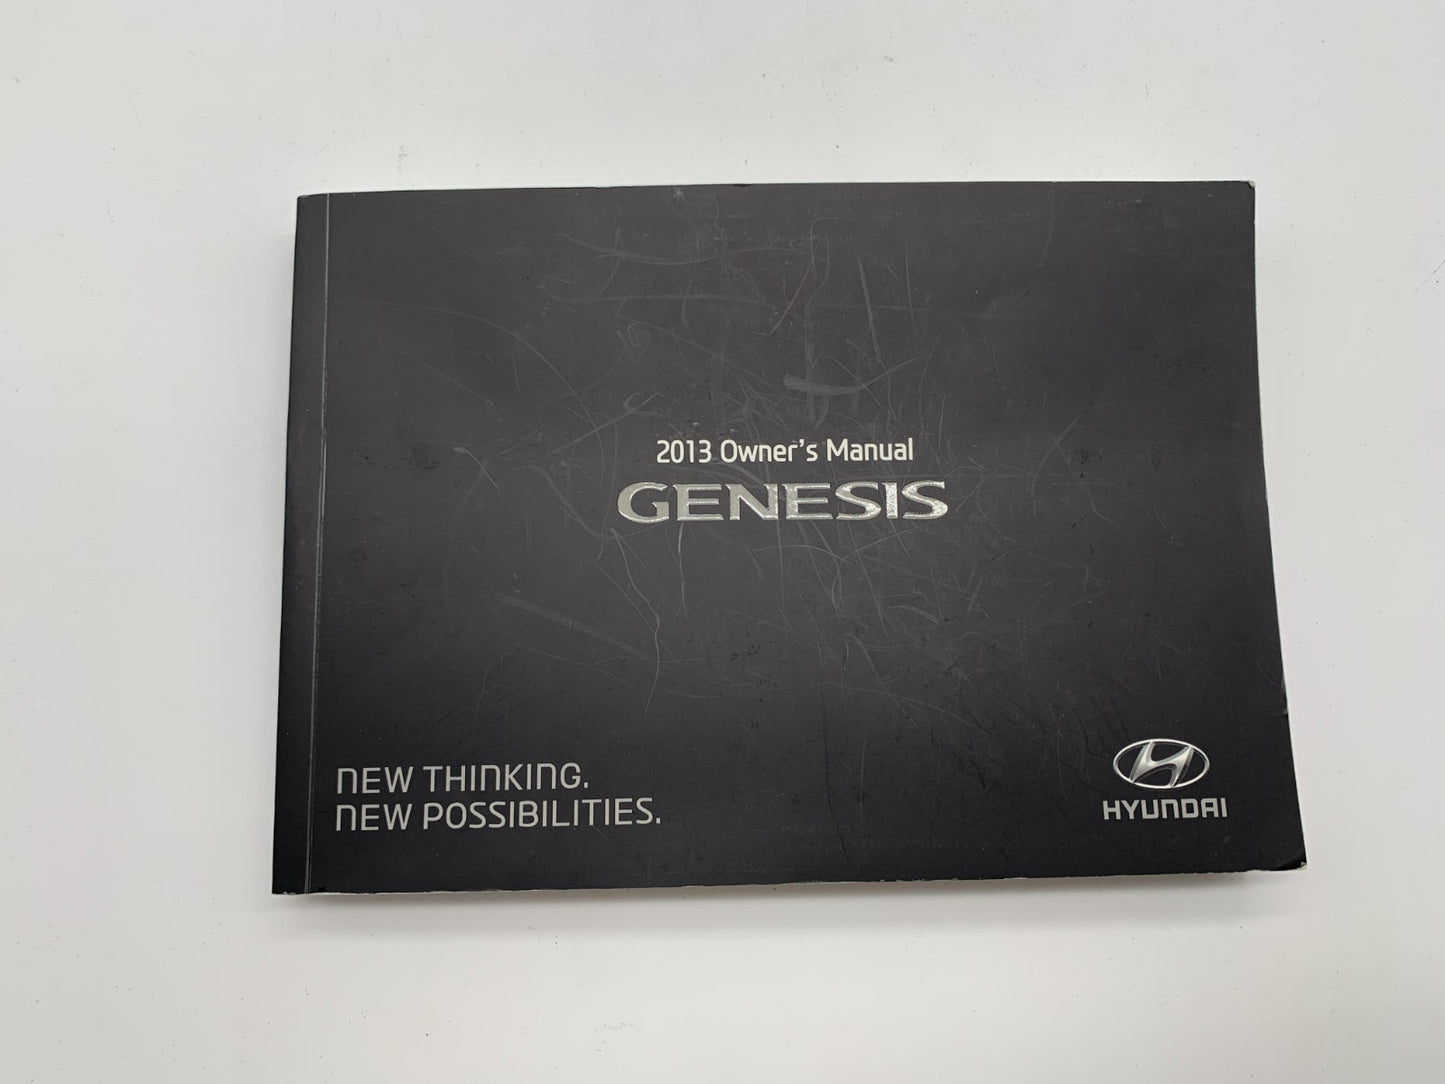 2013 Owner's Manual
GENESIS
NEW THINKING.
NEW POSSIBILITIES.
HYUNDAI